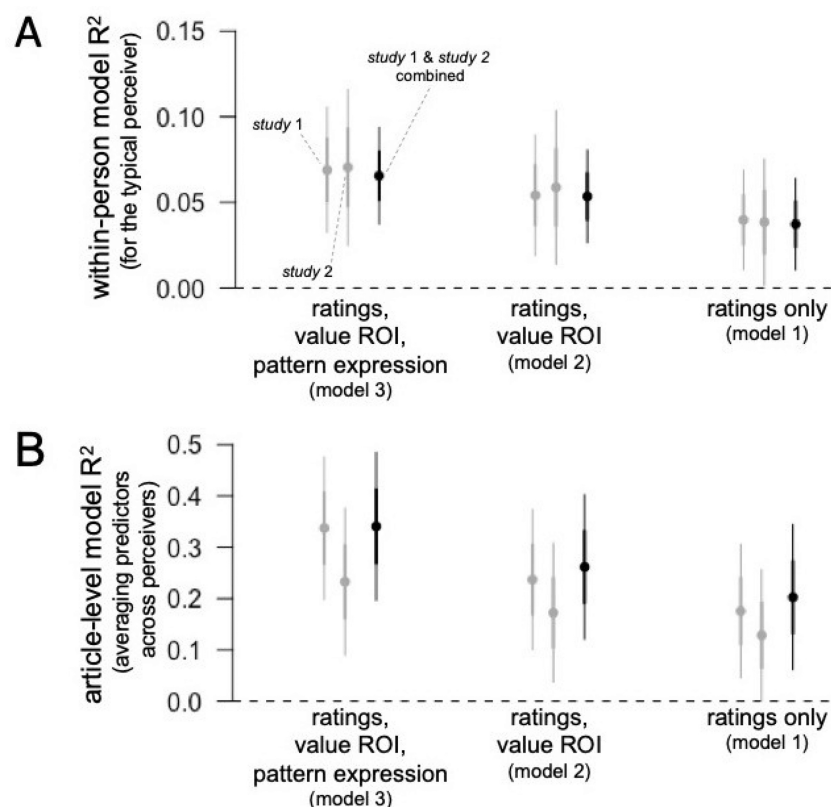 A
within-person model R²
(for the typical perceiver)
0.15
0.10
0.05
0.00
study 1
study 2
study 1 & study 2
combined
ratings,
value ROI,
pattern expression
(model 3)
ratings,
value ROI
(model 2)
ratings only
(model 1)
B
article-level model R²
(averaging predictors
across perceivers)
0.5
0.4
0.3
0.2
0.1
0.0
ratings,
value ROI,
pattern expression
(model 3)
ratings,
value ROI
(model 2)
ratings only
(model 1)